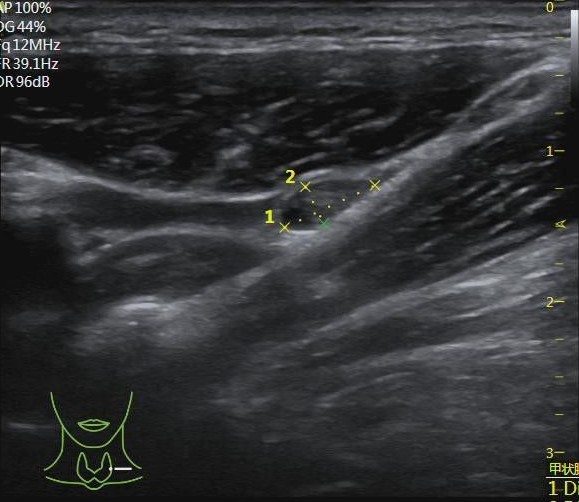 AP 100%
DG 44%
Fq 12MHz
FR 39.1Hz
DR 96dB
0
1
2
1
2
3
甲状腺
1 D